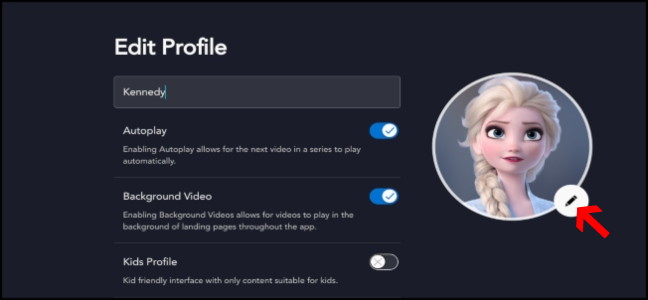 Edit Profile
Kennedy
Autoplay
Enabling Autoplay allows for the next video in a series to play
automatically.
Background Video
Enabling Background Videos allows for videos to play in the
background of landing pages throughout the app.
Kids Profile
Kid friendly interface with only content suitable for kids.